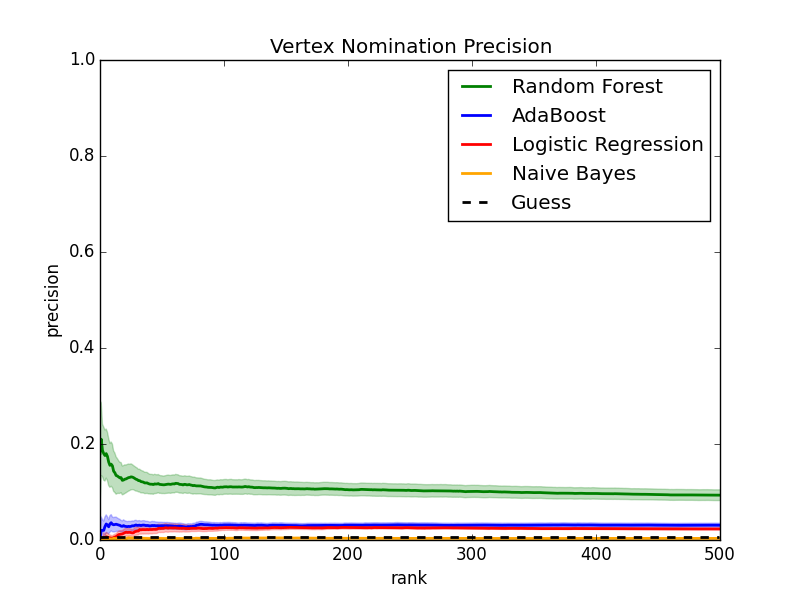 Vertex Nomination Precision
1.0
0.8
0.6
0.4
0.2
0.0
precision
Random Forest
AdaBoost
Logistic Regression
Naive Bayes
Guess
0
100
200
300
400
500
rank